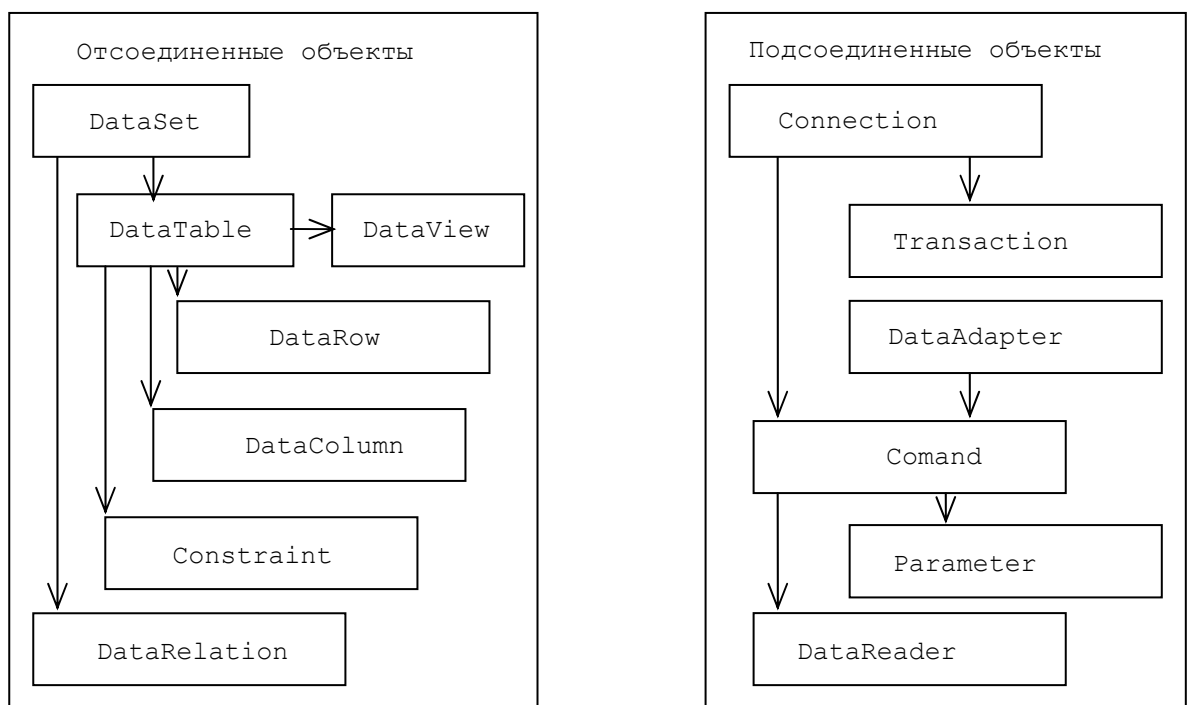 Отсоединенные объекты
DataSet
DataTable
DataView
DataRow
DataColumn
Constraint
DataRelation
Подсоединенные объекты
Connection
Transaction
DataAdapter
Comand
Parameter
DataReader